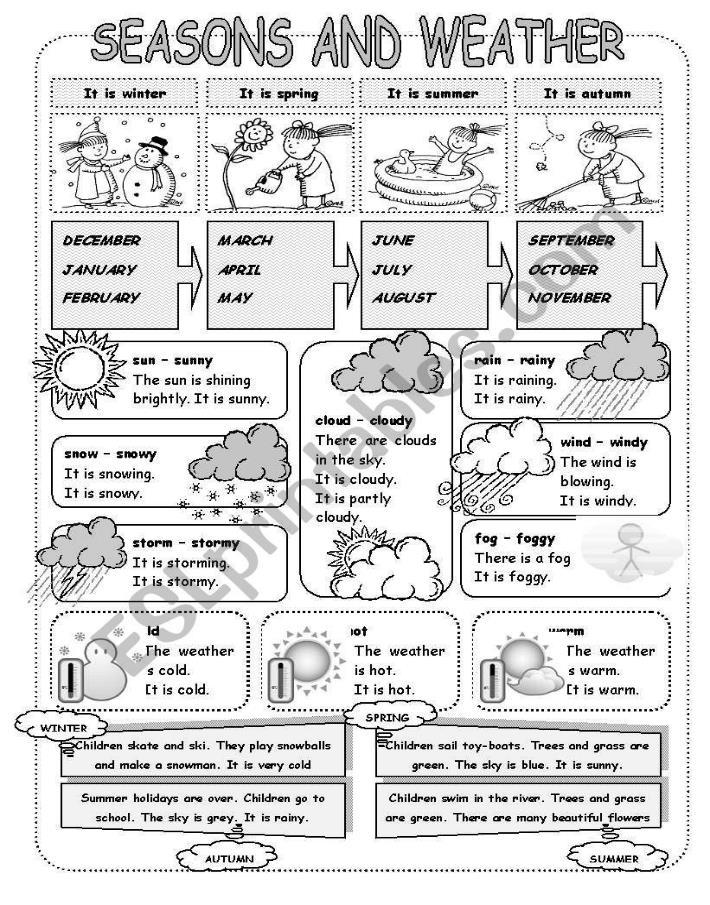 SEASONS AND WEATHER
It is winter
It is spring
It is summer
It is autumn
DECEMBER
JANUARY
FEBRUARY
MARCH
APRIL
MAY
JUNE
JULY
AUGUST
SEPTEMBER
OCTOBER
NOVEMBER
sun – sunny
The sun is shining
brightly. It is sunny.
snow – snowy
It is snowing.
It is snowy.
storm – stormy
It is storming.
It is stormy.
cloud – cloudy
There are clouds
in the sky.
It is cloudy.
It is partly
cloudy.
rain – rainy
It is raining.
It is rainy.
wind – windy
The wind is
blowing.
It is windy.
fog – foggy
There is a fog
It is foggy.
ld
The weather
s cold.
It is cold.
ot
The weather
is hot.
It is hot.
rm
The weather
s warm.
It is warm.
WINTER
Children skate and ski. They play snowballs
and make a snowman. It is very cold
SPRING
Children sail toy-boats. Trees and grass are
green. The sky is blue. It is sunny.
Summer holidays are over. Children go to
school. The sky is grey. It is rainy.
AUTUMN
Children swim in the river. Trees and grass
are green. There are many beautiful flowers
SUMMER
ESLprintables.com